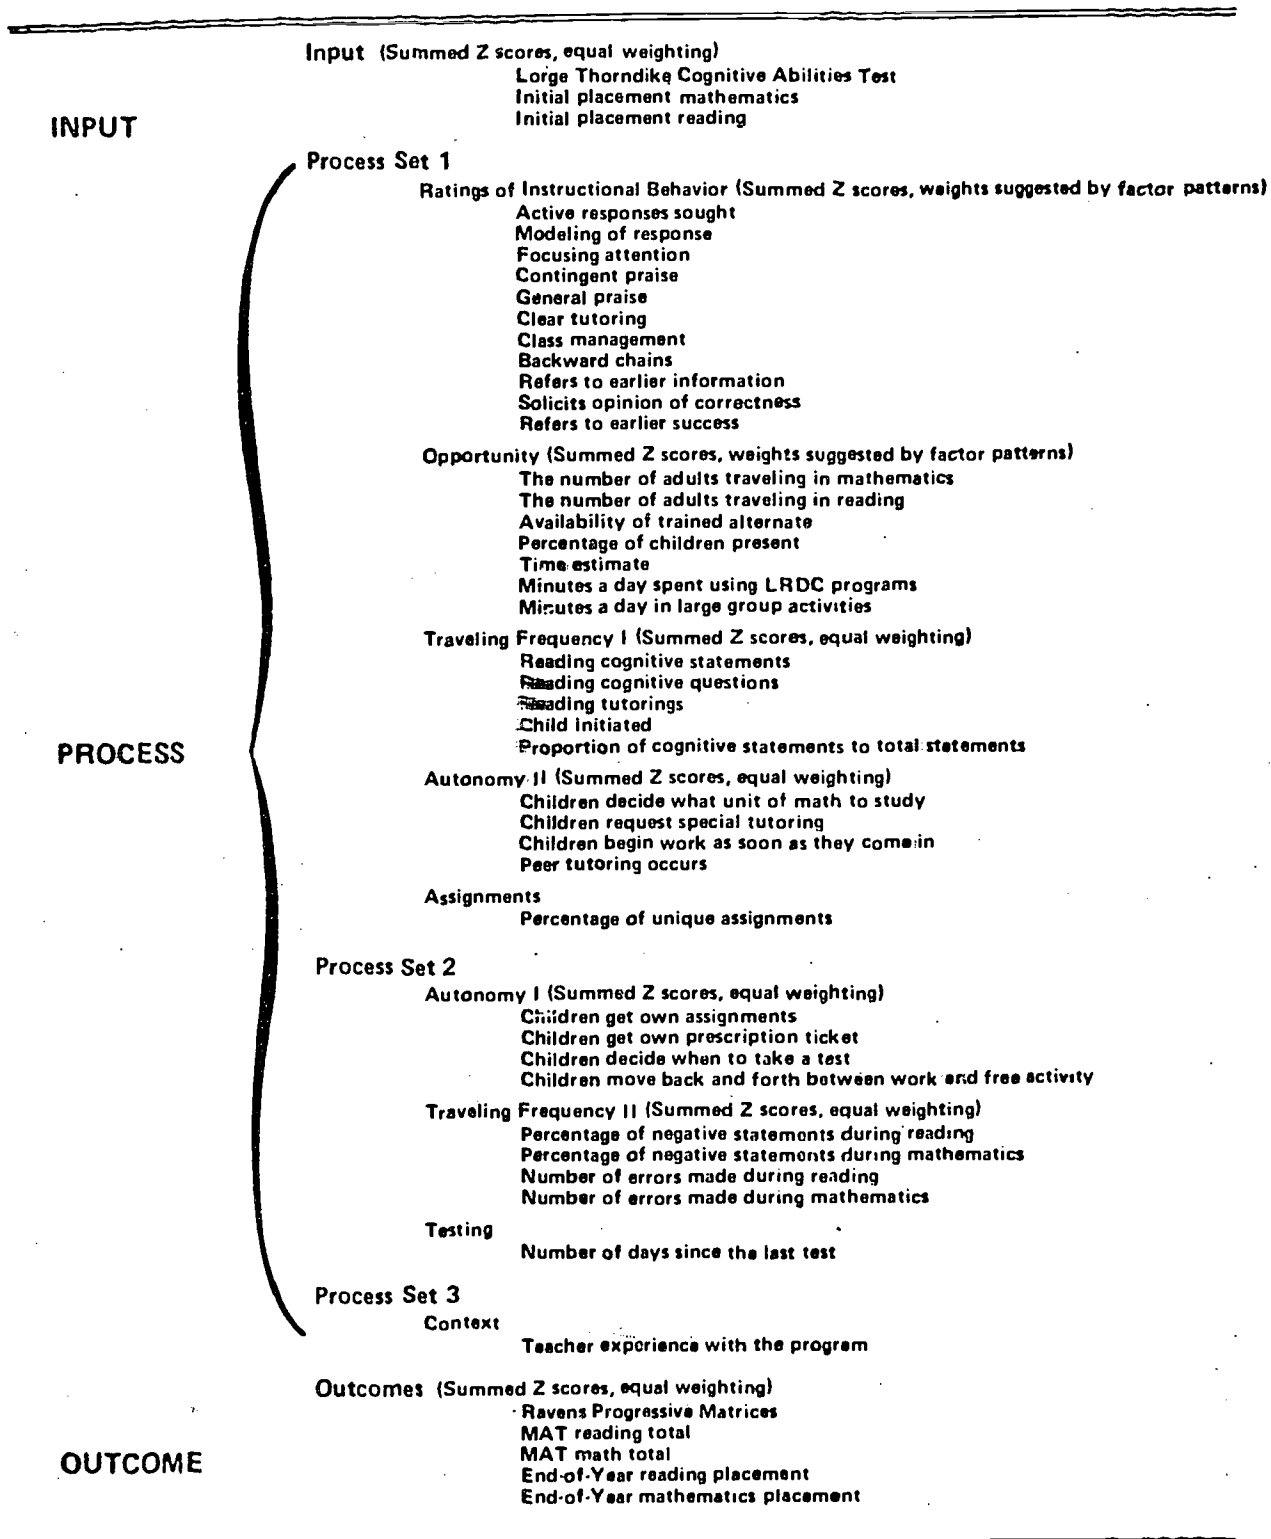 Input (Summed Z scores, equal weighting)
Lorge Thorndike Cognitive Abilities Test
Initial placement mathematics
Initial placement reading
INPUT
Process Set 1
Ratings of Instructional Behavior (Summed Z scores, weights suggested by factor patterns)
Active responses sought
Modeling of response
Focusing attention
Contingent praise
General praise
Clear tutoring
Class management
Backward chains
Refers to earlier information
Solicits opinion of correctness
Refers to earlier success
Opportunity (Summed Z scores, weights suggested by factor patterns)
The number of adults traveling in mathematics
The number of adults traveling in reading
Availability of trained alternate
Percentage of children present
Time estimate
Minutes a day spent using LRDC programs
Minutes a day in large group activities
Traveling Frequency I (Summed Z scores, equal weighting)
Reading cognitive statements
Reading cognitive questions
Reading tutorings
Child initiated
Proportion of cognitive statements to total statements
PROCESS
Autonomy II (Summed Z scores, equal weighting)
Children decide what unit of math to study
Children request special tutoring
Children begin work as soon as they come in
Peer tutoring occurs
Assignments
Percentage of unique assignments
Process Set 2
Autonomy I (Summed Z scores, equal weighting)
Children get own assignments
Children get own prescription ticket
Children decide when to take a test
Children move back and forth between work and free activity
Traveling Frequency II (Summed Z scores, equal weighting)
Percentage of negative statements during reading
Percentage of negative statements during mathematics
Number of errors made during reading
Number of errors made during mathematics
Testing
Number of days since the last test
Process Set 3
Context
Teacher experience with the program
Outcomes (Summed Z scores, equal weighting)
Ravens Progressive Matrices
MAT reading total
MAT math total
OUTCOME
End-of-Year reading placement
End-of-Year mathematics placement